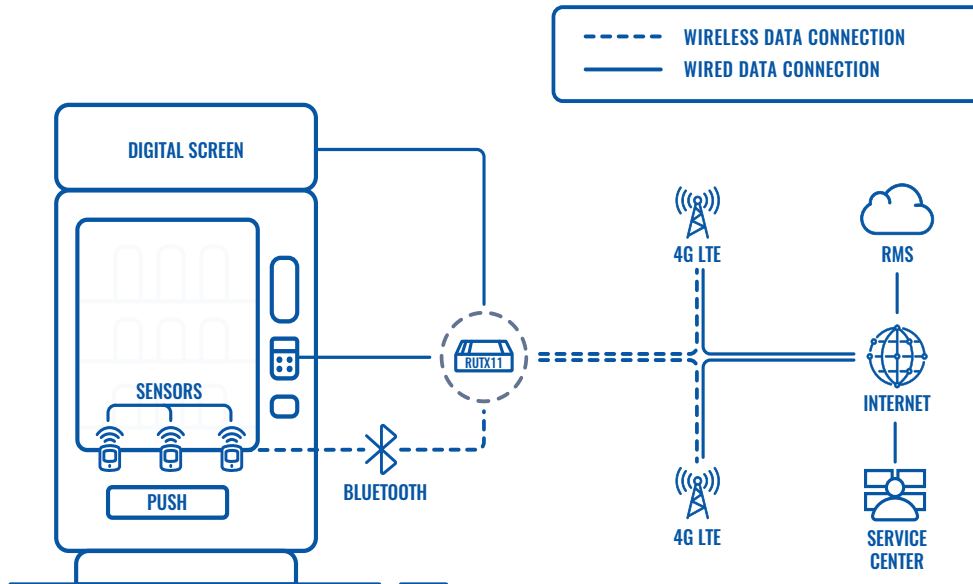 WIRELESS DATA CONNECTION
WIRED DATA CONNECTION
DIGITAL SCREEN
4G LTE
RMS
RUTX11
SENSORS
INTERNET
BLUETOOTH
PUSH
4G LTE
SERVICE
CENTER